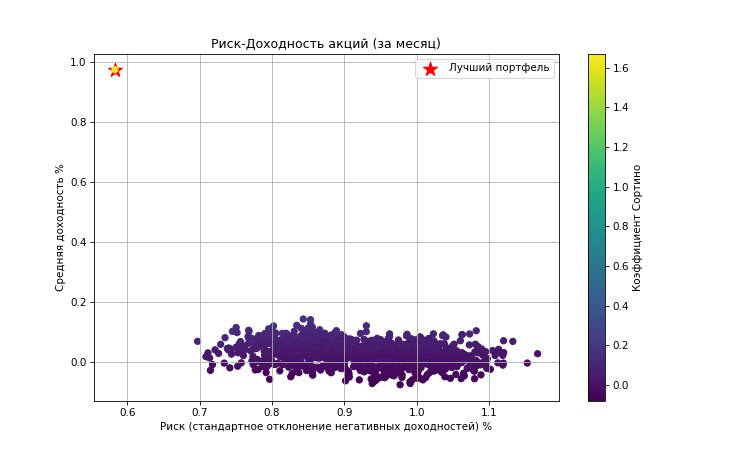 Риск-Доходность акций (за месяц)
Лучший портфель
Средняя доходность %
1.0
0.8
0.6
0.4
0.2
0.0
0.6 0.7 0.8 0.9 1.0 1.1
Риск (стандартное отклонение негативных доходностей) %
1.6
1.4
1.2
1.0
0.8
0.6
0.4
0.2
0.0
Коэффициент Сортино